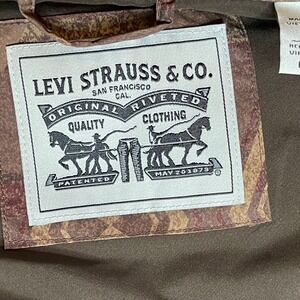 LEVI STRAUSS & CO.
SAN FRANCISCO
CAL.
ORIGINAL RIVETED
QUALITY CLOTHING
PATENTED MAY 20 1873